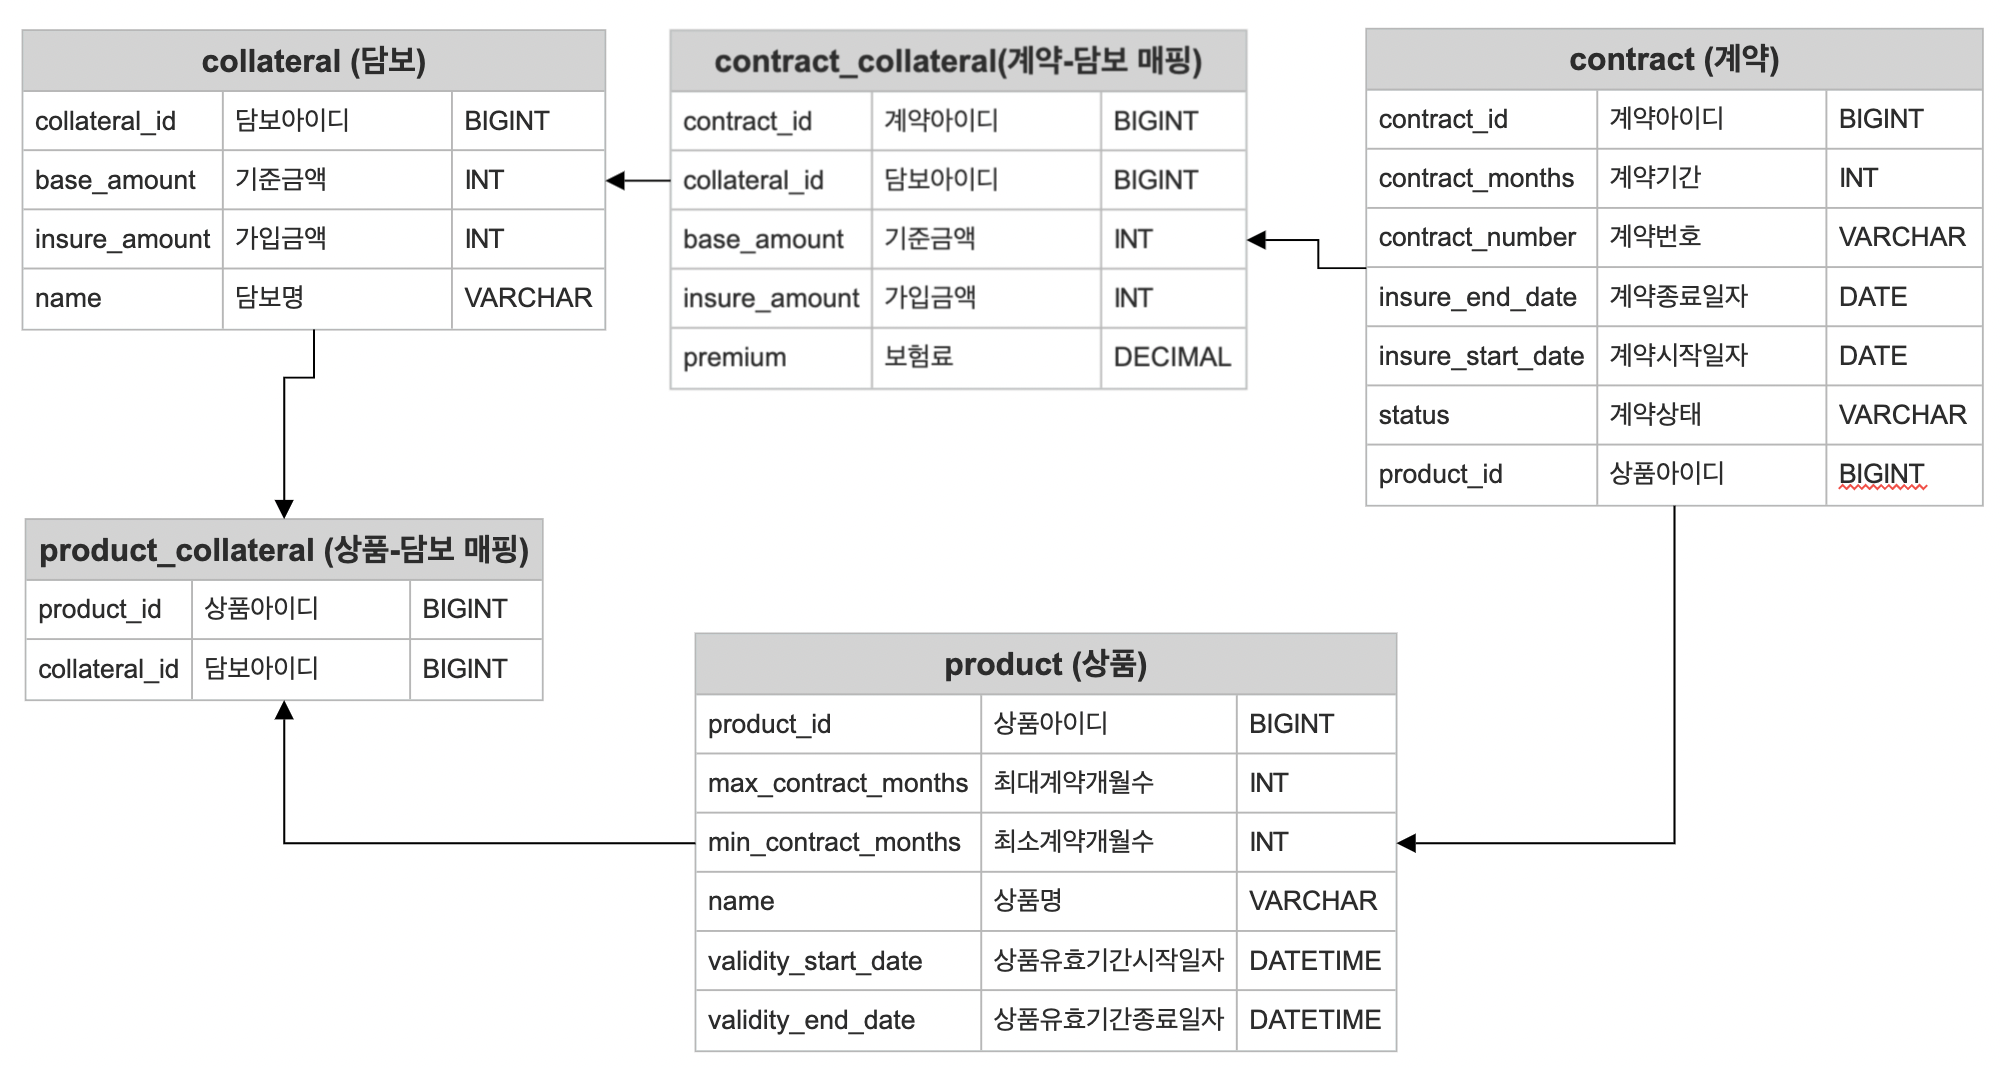 collateral (담보)
collateral_id 담보아이디 BIGINT
base_amount 기준금액 INT
insure_amount 가입금액 INT
name 담보명 VARCHAR
contract_collateral(계약-담보 매핑)
contract_id 계약아이디 BIGINT
collateral_id 담보아이디 BIGINT
base_amount 기준금액 INT
insure_amount 가입금액 INT
premium 보험료 DECIMAL
contract (계약)
contract_id 계약아이디 BIGINT
contract_months 계약기간 INT
contract_number 계약번호 VARCHAR
insure_end_date 계약종료일자 DATE
insure_start_date 계약시작일자 DATE
status 계약상태 VARCHAR
product_id 상품아이디 BIGINT
product_collateral (상품-담보 매핑)
product_id 상품아이디 BIGINT
collateral_id 담보아이디 BIGINT
product (상품)
product_id 상품아이디 BIGINT
max_contract_months 최대계약개월수 INT
min_contract_months 최소계약개월수 INT
name 상품명 VARCHAR
validity_start_date 상품유효기간시작일자 DATETIME
validity_end_date 상품유효기간종료일자 DATETIME